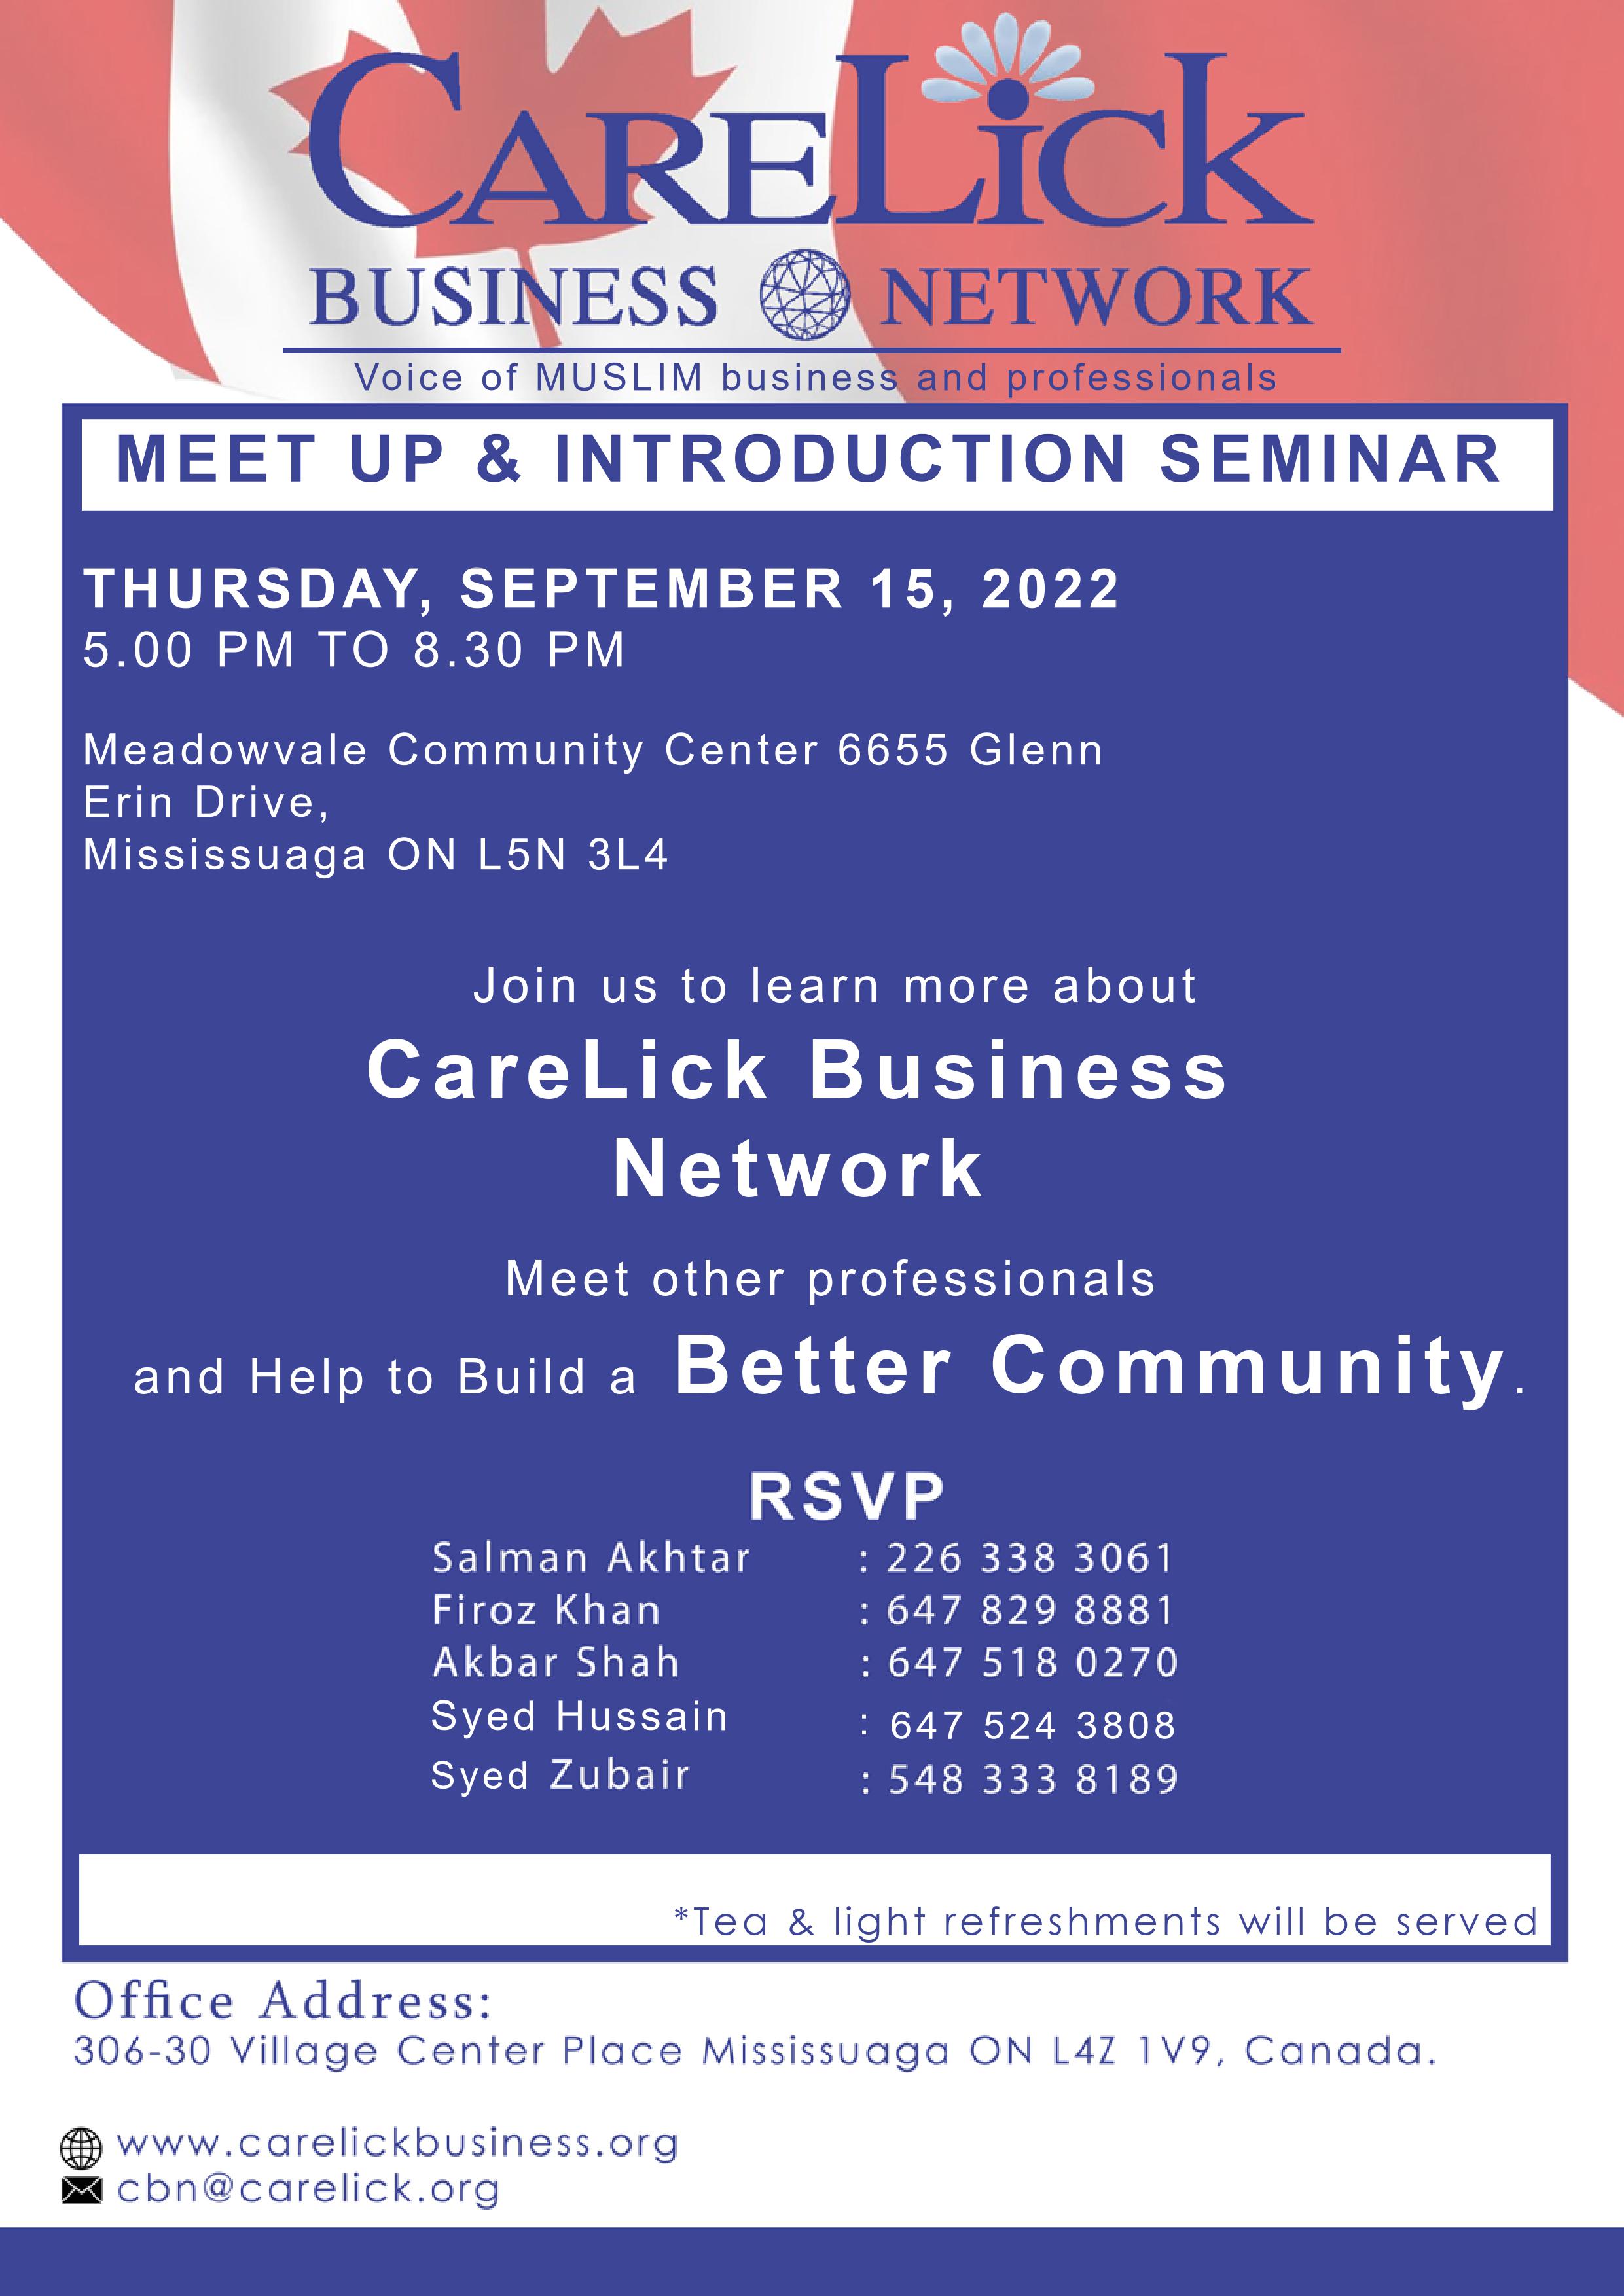 CARELiCK
BUSINESS NETWORK
Voice of MUSLIM business and professionals
MEET UP & INTRODUCTION SEMINAR
THURSDAY, SEPTEMBER 15, 2022
5.00 PM TO 8.30 PM
Meadowvale Community Center 6655 Glenn
Erin Drive,
Mississuaga ON L5N 3L4
Join us to learn more about
CareLick Business
Network
Meet other professionals
and Help to Build a Better Community.
RSVP
Salman Akhtar : 226 338 3061
Firoz Khan : 647 829 8881
Akbar Shah : 647 518 0270
Syed Hussain : 647 524 3808
Syed Zubair : 548 333 8189
*Tea & light refreshments will be served
Office Address:
306-30 Village Center Place Mississuaga ON L4Z 1V9, Canada.
www.carelickbusiness.org
cbn@carelick.org